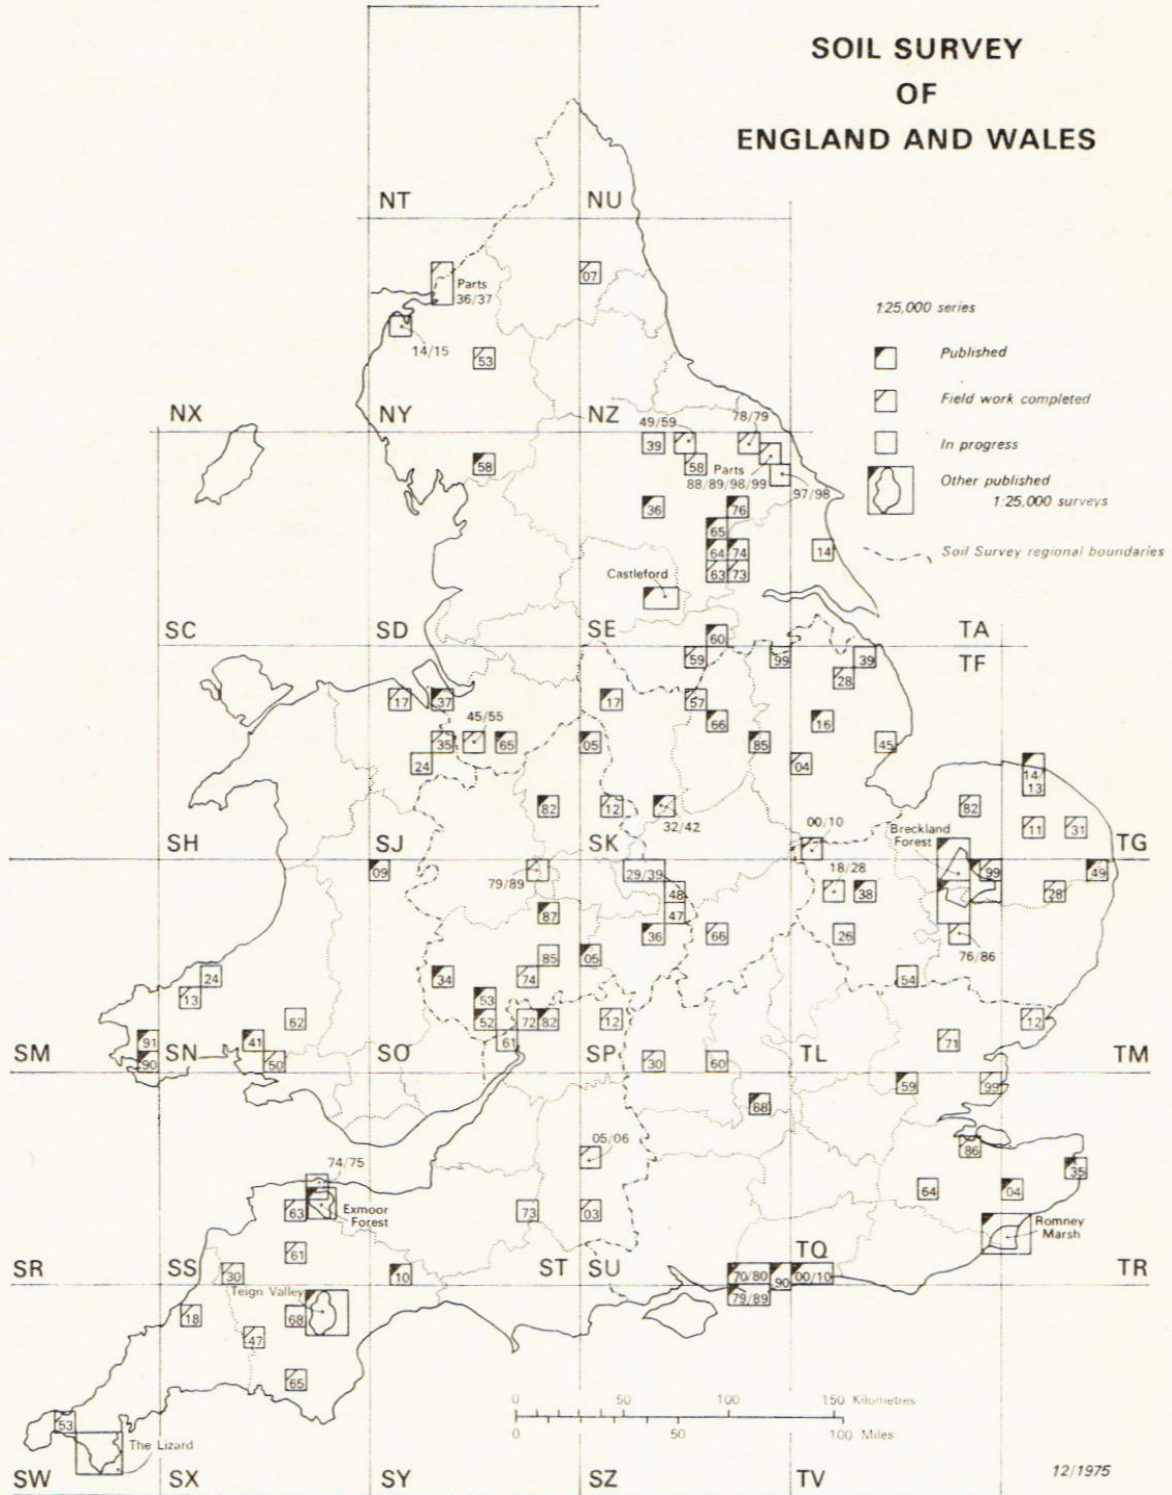 SOIL SURVEY
OF
ENGLAND AND WALES
NT
NU
Parts
36/37
07
14/15
53
1:25,000 series
Published
Field work completed
In progress
Other published
1:25,000 surveys
Soil Survey regional boundaries
NX
NY
NZ
49/59
78/79
39
58
58
Parts
88/89/98/99
97/98
36
76
65
64
74
14
63
73
Castleford
SC
SD
SE
TA
60
TF
59
99
39
28
17
37
17
57
45/55
66
16
35
65
05
85
45
24
04
14/
13
82
12
32/42
82
00/10
11
31
Breckland
Forest
SH
SJ
SK
TG
09
79/89
29/39
18/28
99
49
48
38
28
87
47
36
66
26
76/86
85
05
24
34
74
54
13
53
62
52
72
82
12
12
91
41
61
71
SM
90
SN
50
SO
SP
30
60
TL
TM
59
99
68
05/06
86
74/75
35
63
Exmoor
Forest
73
03
64
04
61
Romney
Marsh
TQ
SR
SS
30
10
ST
SU
70/80
90
00/10
TR
Teign Valley
79/89
18
68
47
65
0 50 100 150 Kilometres
53
0 50 100 Miles
The Lizard
SW
SX
SY
SZ
TV
12/1975